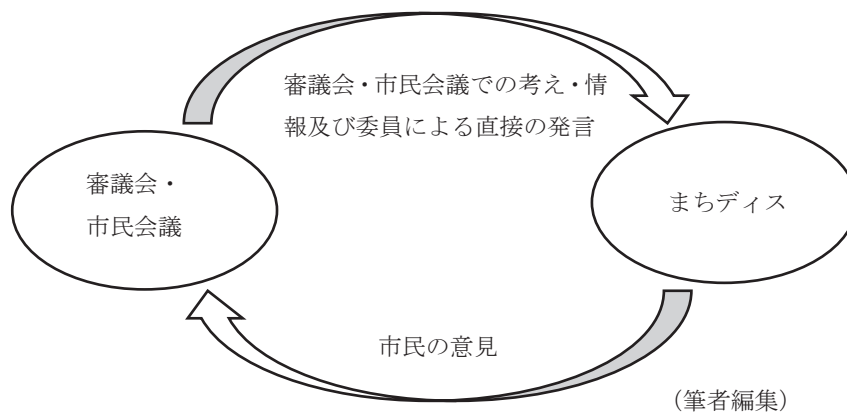 審議会・市民会議での考え・情
報及び委員による直接の発言
審議会・
市民会議
まちディス
市民の意見
（筆者編集）